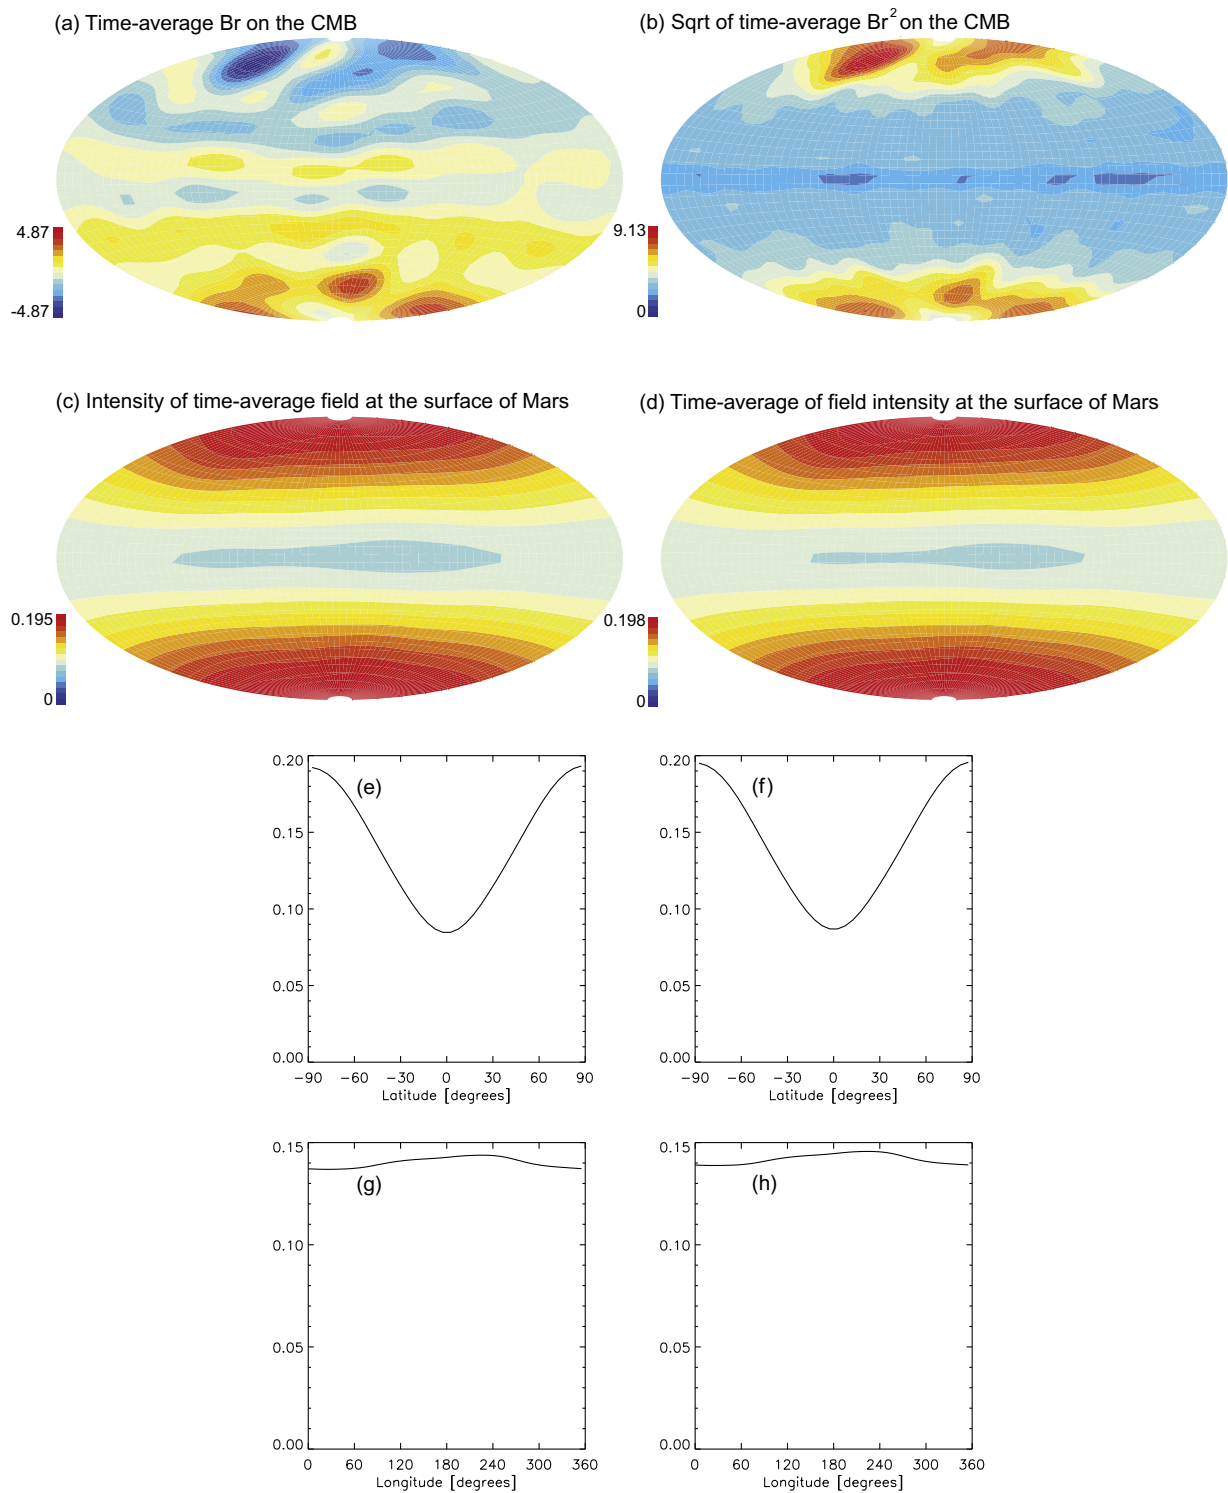 (a) Time-average Br on the CMB
(b) Sqrt of time-average Br² on the CMB
4.87
-4.87
9.13
0
(c) Intensity of time-average field at the surface of Mars
(d) Time-average of field intensity at the surface of Mars
0.195
0
0.198
0
(e)
0.20
0.15
0.10
0.05
0.00
-90 -60 -30 0 30 60 90
Latitude [degrees]
(f)
0.20
0.15
0.10
0.05
0.00
-90 -60 -30 0 30 60 90
Latitude [degrees]
(g)
0.15
0.10
0.05
0.00
0 60 120 180 240 300 360
Longitude [degrees]
(h)
0.15
0.10
0.05
0.00
0 60 120 180 240 300 360
Longitude [degrees]